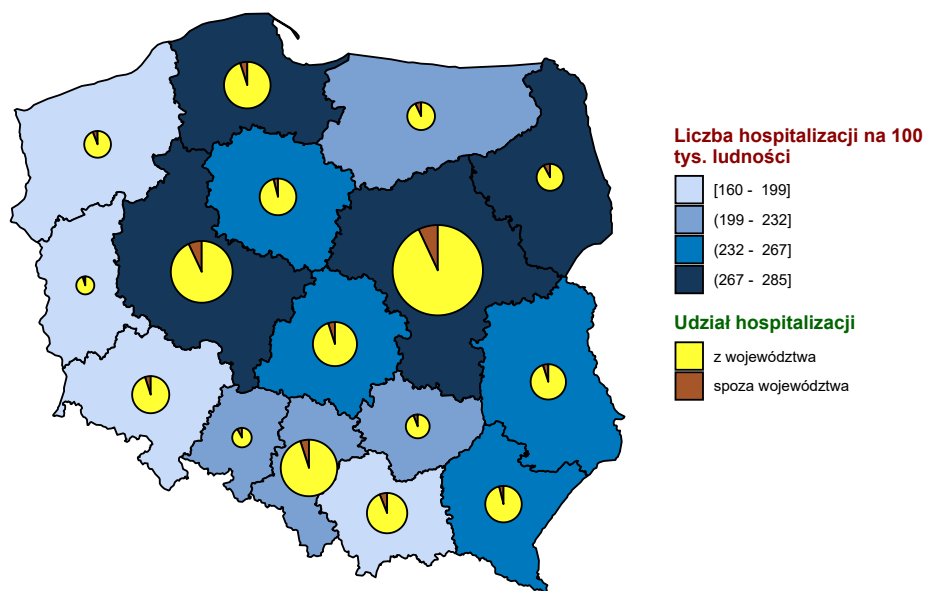 Liczba hospitalizacji na 100
tys. ludności
[160 - 199]
(199 - 232]
(232 - 267]
(267 - 285]
Udział hospitalizacji
z województwa
spoza województwa